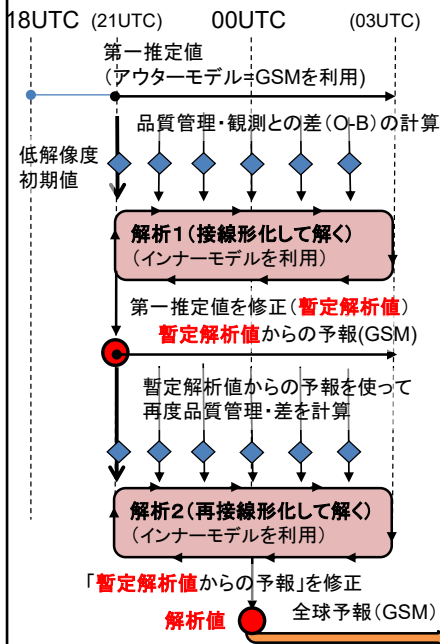 18UTC (21UTC) 00UTC (03UTC)
第一推定値
(アウターモデル=GSMを利用)
品質管理・観測との差(O-B)の計算
低解像度
初期値
解析1(接線形化して解く)
(インナーモデルを利用)
第一推定値を修正(暫定解析値)
暫定解析値からの予報(GSM)
暫定解析値からの予報を使って
再度品質管理・差を計算
解析2(再接線形化して解く)
(インナーモデルを利用)
「暫定解析値からの予報」を修正
解析値
全球予報(GSM)